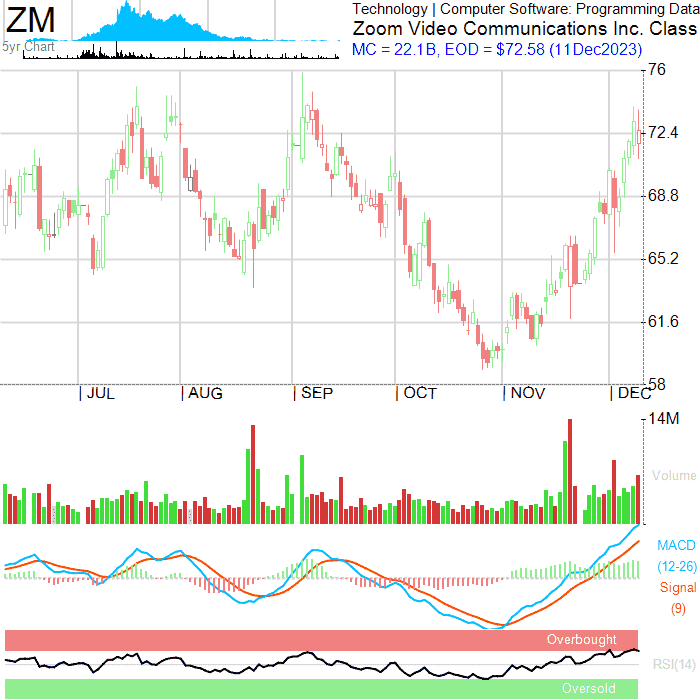 ZM
5yr Chart
Technology | Computer Software: Programming Data
Zoom Video Communications Inc. Class
MC = 22.1B, EOD = $72.58 (11Dec2023)
76
72.4
68.8
65.2
61.6
58
| JUL | AUG | SEP | OCT | NOV | DEC
14M
Volume
MACD
(12-26)
Signal
(9)
Overbought
RSI(14)
Oversold